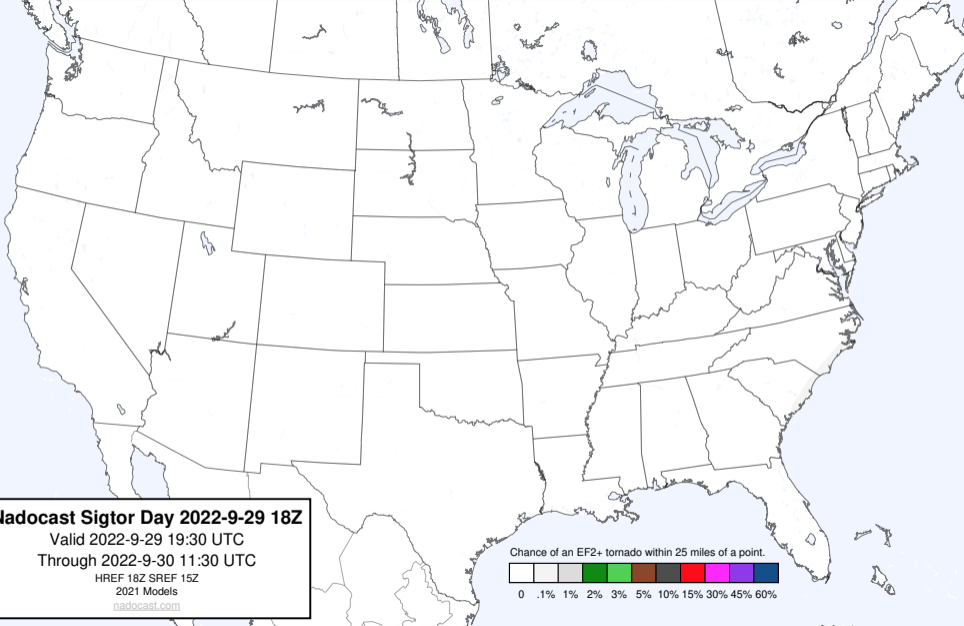 Nadocast Sigtor Day 2022-9-29 18Z
Valid 2022-9-29 19:30 UTC
Through 2022-9-30 11:30 UTC
HREF 18Z SREF 15Z
2021 Models
nadocast.com
Chance of an EF2+ tornado within 25 miles of a point.
0 .1% 1% 2% 3% 5% 10% 15% 30% 45% 60%